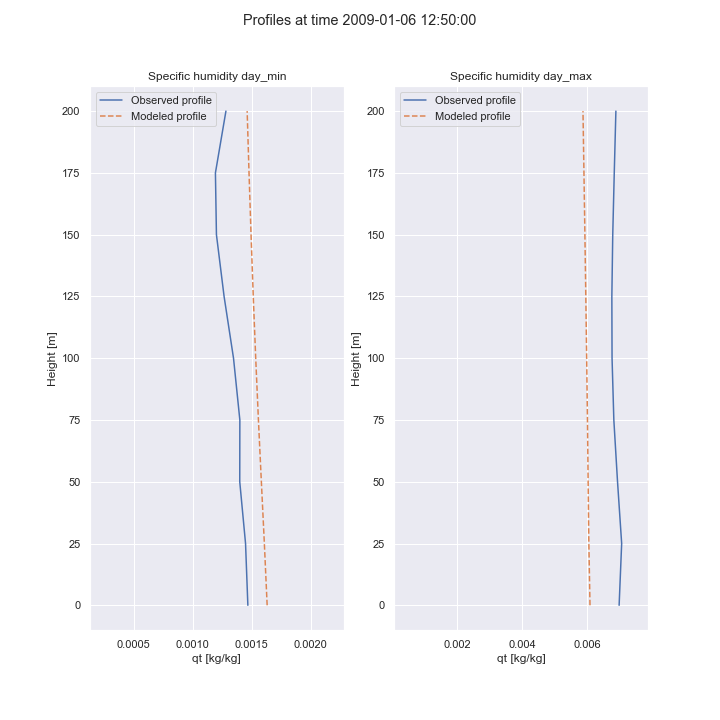 Profiles at time 2009-01-06 12:50:00
Specific humidity day_min
Observed profile
Modeled profile
200
175
150
125
100
75
50
25
0
Height [m]
0.0005 0.0010 0.0015 0.0020
qt [kg/kg]
Specific humidity day_max
Observed profile
Modeled profile
200
175
150
125
100
75
50
25
0
Height [m]
0.002 0.004 0.006
qt [kg/kg]